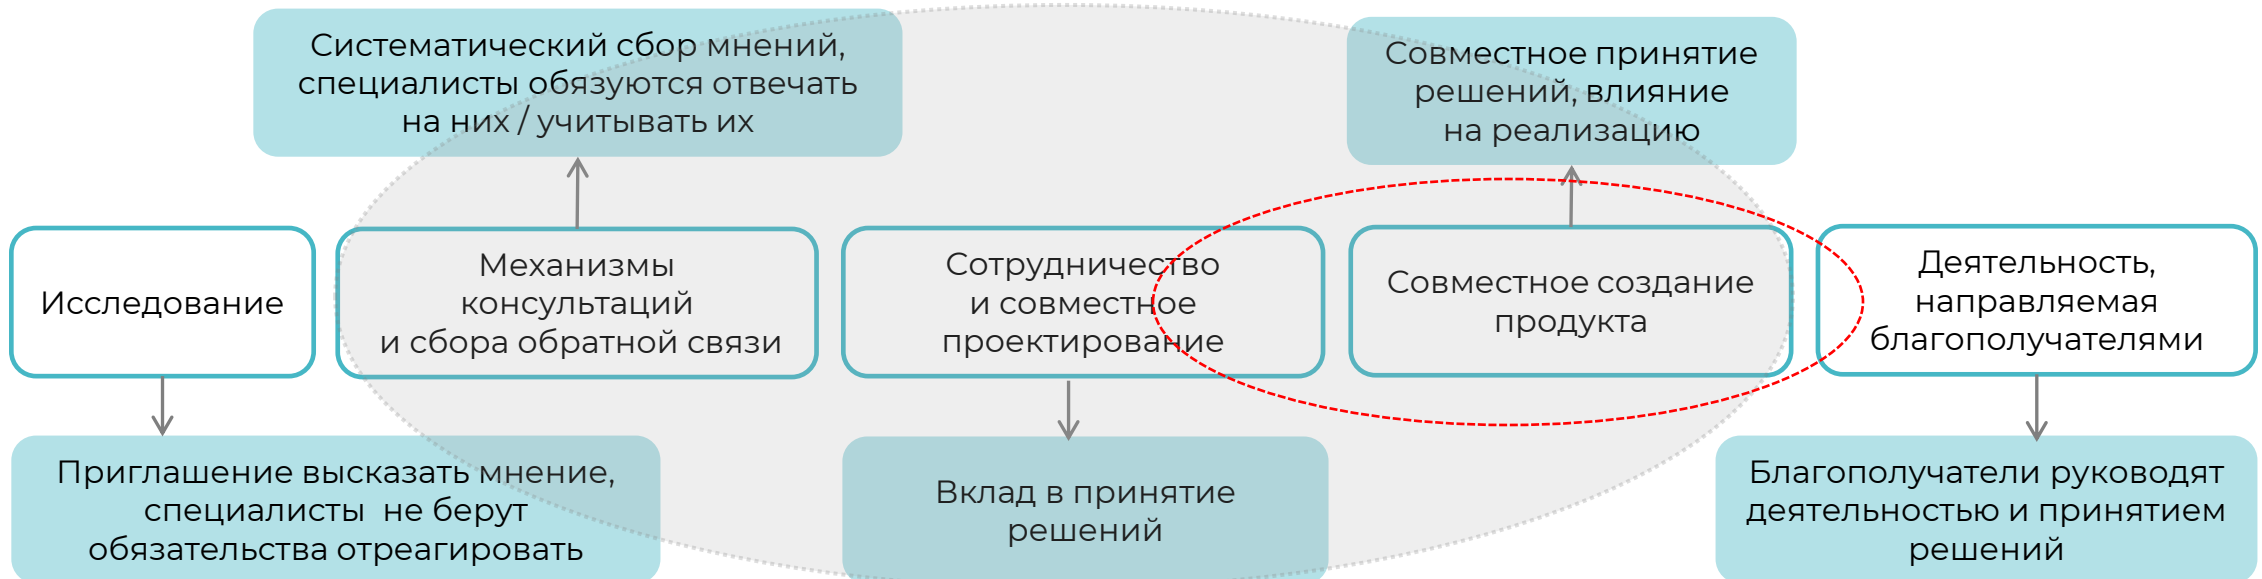 Систематический сбор мнений,
специалисты обязуются отвечать
на них / учитывать их
Совместное принятие
решений, влияние
на реализацию
Исследование
Механизмы
консультаций
и сбора обратной связи
Сотрудничество
и совместное
проектирование
Совместное создание
продукта
Деятельность,
направляемая
благополучателями
Приглашение высказать мнение,
специалисты не берут
обязательства отреагировать
Вклад в принятие
решений
Благополучатели руководят
деятельностью и принятием
решений